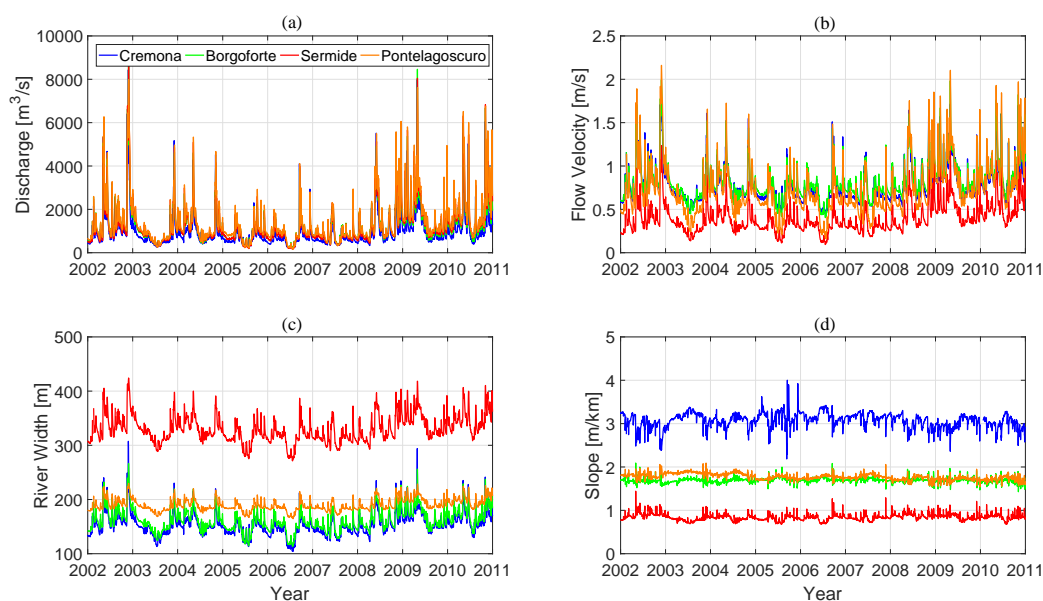 (a)
Discharge [m³/s]
10000
8000
6000
4000
2000
0
Cremona Borgoforte Sermide Pontelagoscuro
2002 2003 2004 2005 2006 2007 2008 2009 2010 2011
(b)
Flow Velocity [m/s]
2.5
2
1.5
1
0.5
0
2002 2003 2004 2005 2006 2007 2008 2009 2010 2011
(c)
River Width [m]
500
400
300
200
100
2002 2003 2004 2005 2006 2007 2008 2009 2010 2011
Year
(d)
Slope [m/km]
5
4
3
2
1
0
2002 2003 2004 2005 2006 2007 2008 2009 2010 2011
Year